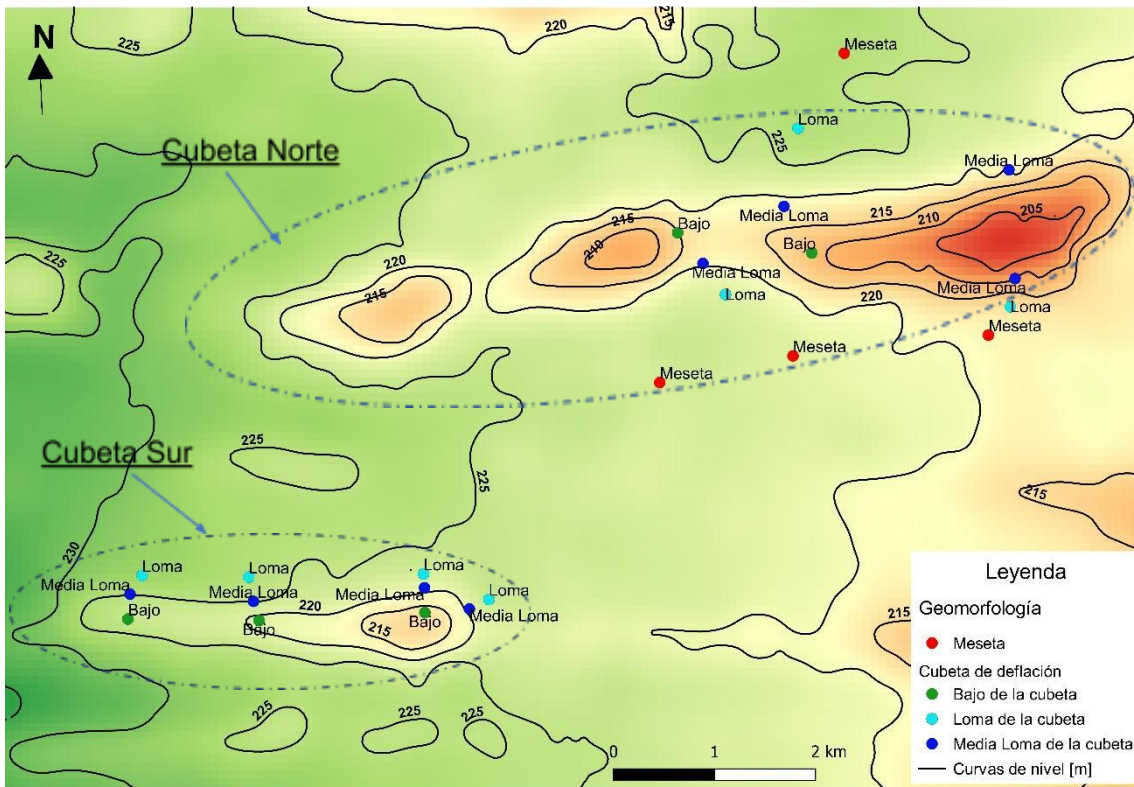 220
215
225
Meseta
N
Loma
225
Cubeta Norte
Media Loma
205
215
Media Loma
210
215
Bajo
Bajo
210
220
Media Loma
Media Loma
215
Loma
220
Loma
Meseta
Meseta
Meseta
225
Cubeta Sur
225
225
215
230
Loma
Loma
Loma
Media Loma
Media Loma
Media Loma
Loma
Bajo
220
Bajo
Media Loma
Bajo
215
215
225
225
225
0 1 2 km
Leyenda
Geomorfología
Meseta
Cubeta de deflación
Bajo de la cubeta
Loma de la cubeta
Media Loma de la cubeta
Curvas de nivel [m]